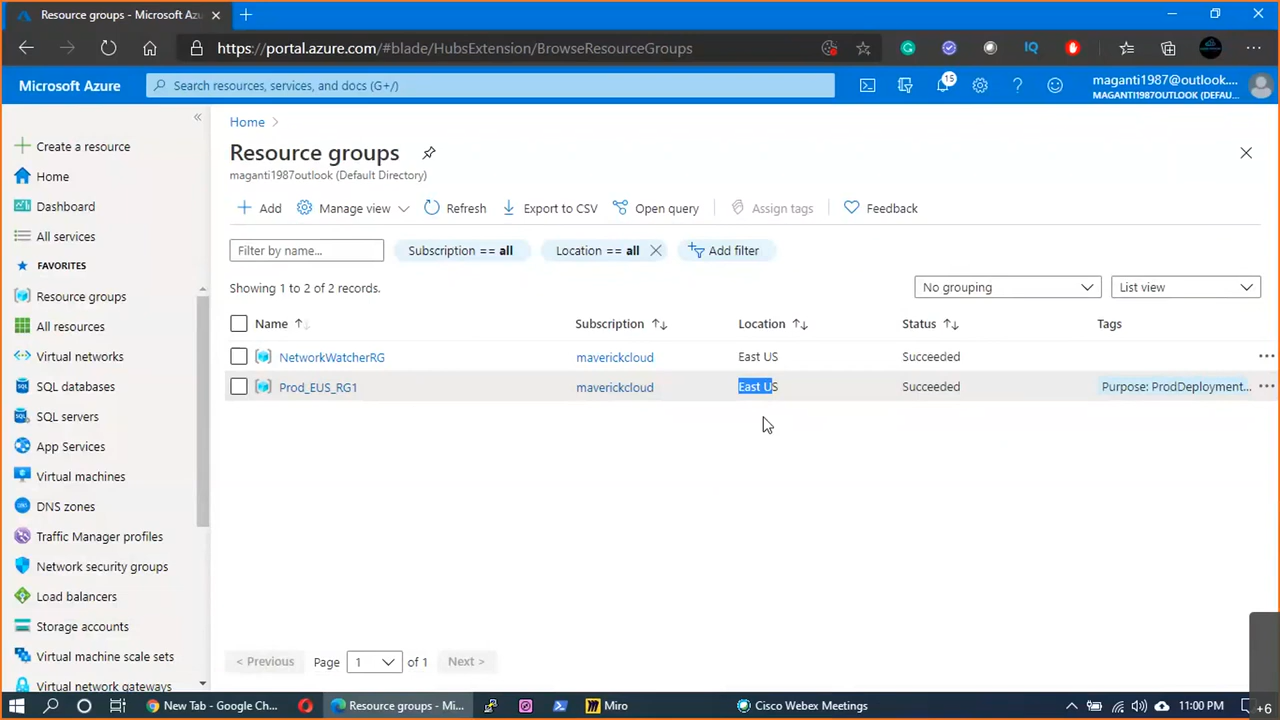 Resource groups - Microsoft Azu
https://portal.azure.com/#blade/HubsExtension/BrowseResourceGroups
IQ
Microsoft Azure
Search resources, services, and docs (G+/)
15
maganti1987@outlook....
MAGANTI1987OUTLOOK (DEFAU...
«
Create a resource
Home
Dashboard
All services
FAVORITES
Resource groups
All resources
Virtual networks
SQL databases
SQL servers
App Services
Virtual machines
DNS zones
Traffic Manager profiles
Network security groups
Load balancers
Storage accounts
Virtual machine scale sets
Virtual network gateways
Home >
Resource groups
maganti1987outlook (Default Directory)
Add Manage view Refresh Export to CSV Open query Assign tags Feedback
Filter by name... Subscription == all Location == all Add filter
Showing 1 to 2 of 2 records. No grouping List view
Name Subscription Location Status Tags
NetworkWatcherRG maverickcloud East US Succeeded
Prod_EUS_RG1 maverickcloud East US Succeeded Purpose: ProdDeployment...
< Previous Page 1 of 1 Next >
New Tab - Google Ch... Resource groups - Mi... Miro Cisco Webex Meetings 11:00 PM
+6